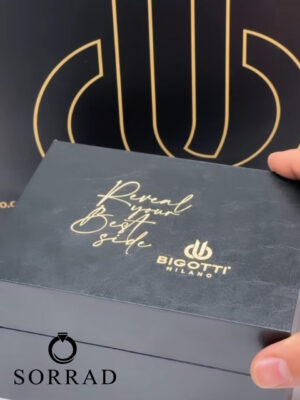 o.c
Reveal
your
Best
side
BIGOTTI
MILANO
SORRAD